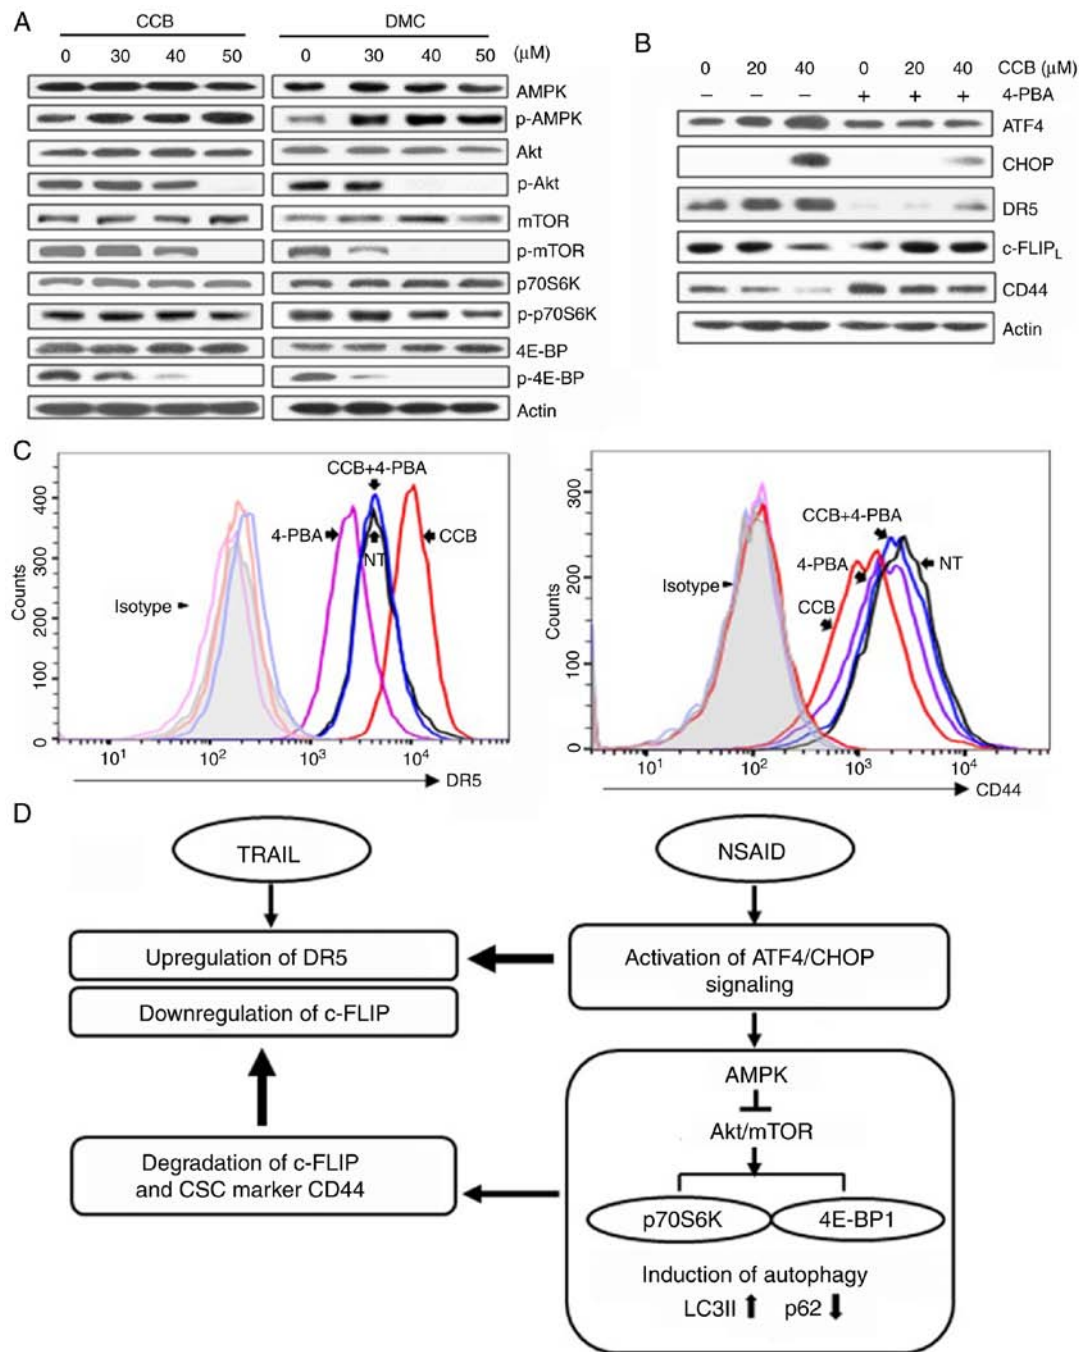 A
CCB DMC
0 30 40 50 0 30 40 50 (μM)
AMPK
p-AMPK
Akt
p-Akt
mTOR
p-mTOR
p70S6K
p-p70S6K
4E-BP
p-4E-BP
Actin
B
0 20 40 0 20 40 CCB (μM)
− − − + + + 4-PBA
ATF4
CHOP
DR5
c-FLIPL
CD44
Actin
C
CCB+4-PBA
4-PBA
CCB
NT
Isotype
Counts
400
300
200
100
0
10¹ 10² 10³ 10⁴
DR5
CCB+4-PBA
4-PBA
NT
CCB
Isotype
Counts
300
200
100
0
10¹ 10² 10³ 10⁴
CD44
D
TRAIL
NSAID
Upregulation of DR5
Downregulation of c-FLIP
Activation of ATF4/CHOP
signaling
AMPK
Akt/mTOR
p70S6K 4E-BP1
Induction of autophagy
LC3II p62
Degradation of c-FLIP
and CSC marker CD44